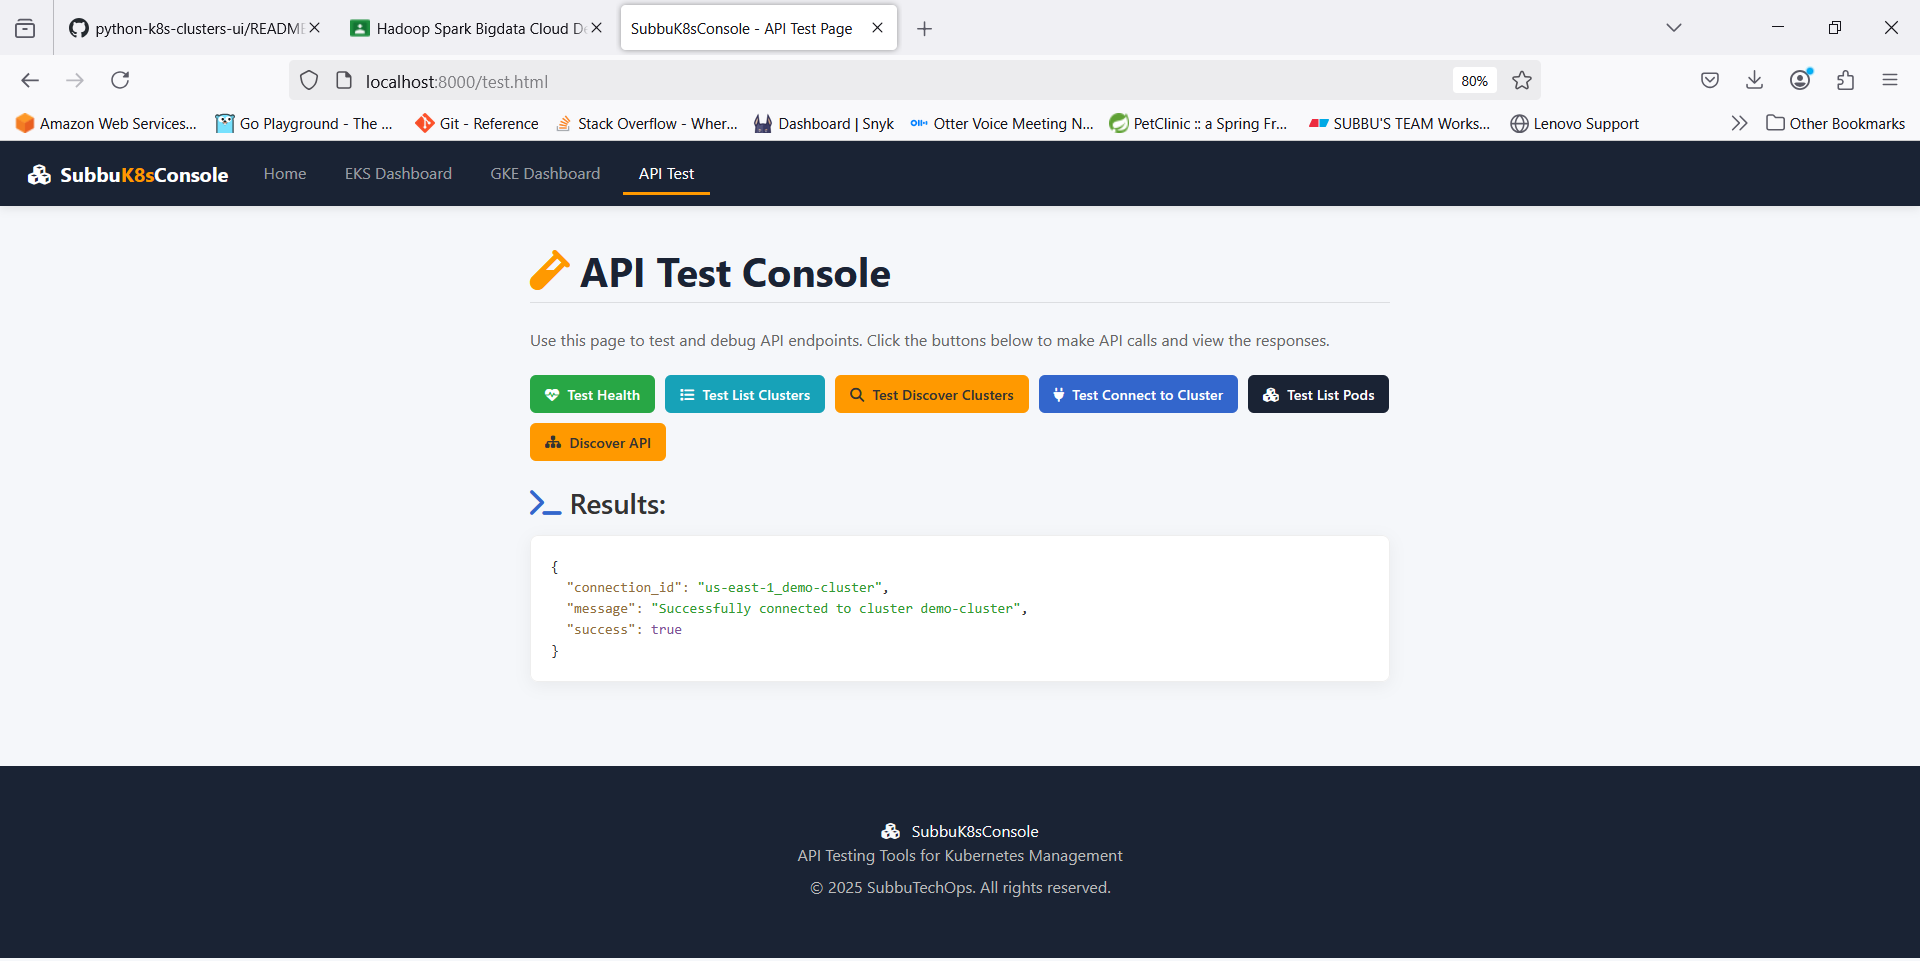 python-k8s-clusters-ui/README
Hadoop Spark Bigdata Cloud De
SubbuK8sConsole - API Test Page
localhost:8000/test.html
80%
Amazon Web Services...
Go Playground - The ...
Git - Reference
Stack Overflow - Wher...
Dashboard | Snyk
Otter Voice Meeting N...
PetClinic :: a Spring Fr...
SUBBU'S TEAM Works...
Lenovo Support
Other Bookmarks
SubbuK8sConsole
Home
EKS Dashboard
GKE Dashboard
API Test
API Test Console
Use this page to test and debug API endpoints. Click the buttons below to make API calls and view the responses.
Test Health
Test List Clusters
Test Discover Clusters
Test Connect to Cluster
Test List Pods
Discover API
Results:
{
"connection_id": "us-east-1_demo-cluster",
"message": "Successfully connected to cluster demo-cluster",
"success": true
}
SubbuK8sConsole
API Testing Tools for Kubernetes Management
© 2025 SubbuTechOps. All rights reserved.